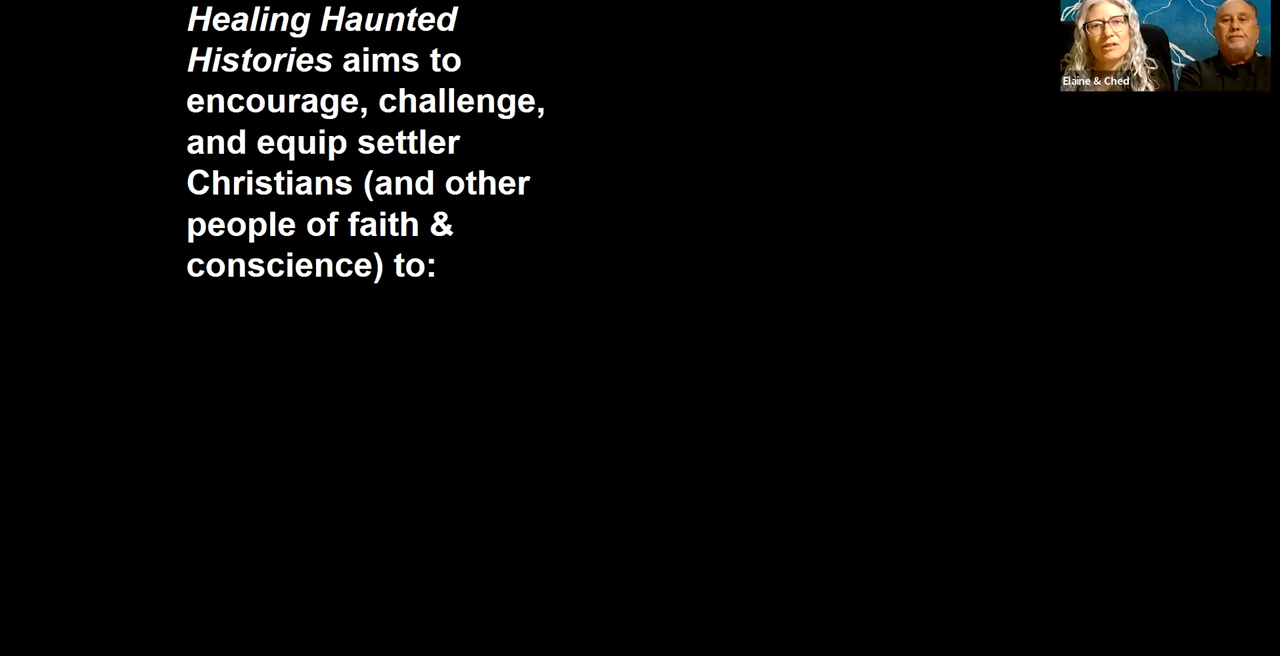 Healing Haunted
Histories aims to
encourage, challenge,
and equip settler
Christians (and other
people of faith &
conscience) to:
Elaine & Ched